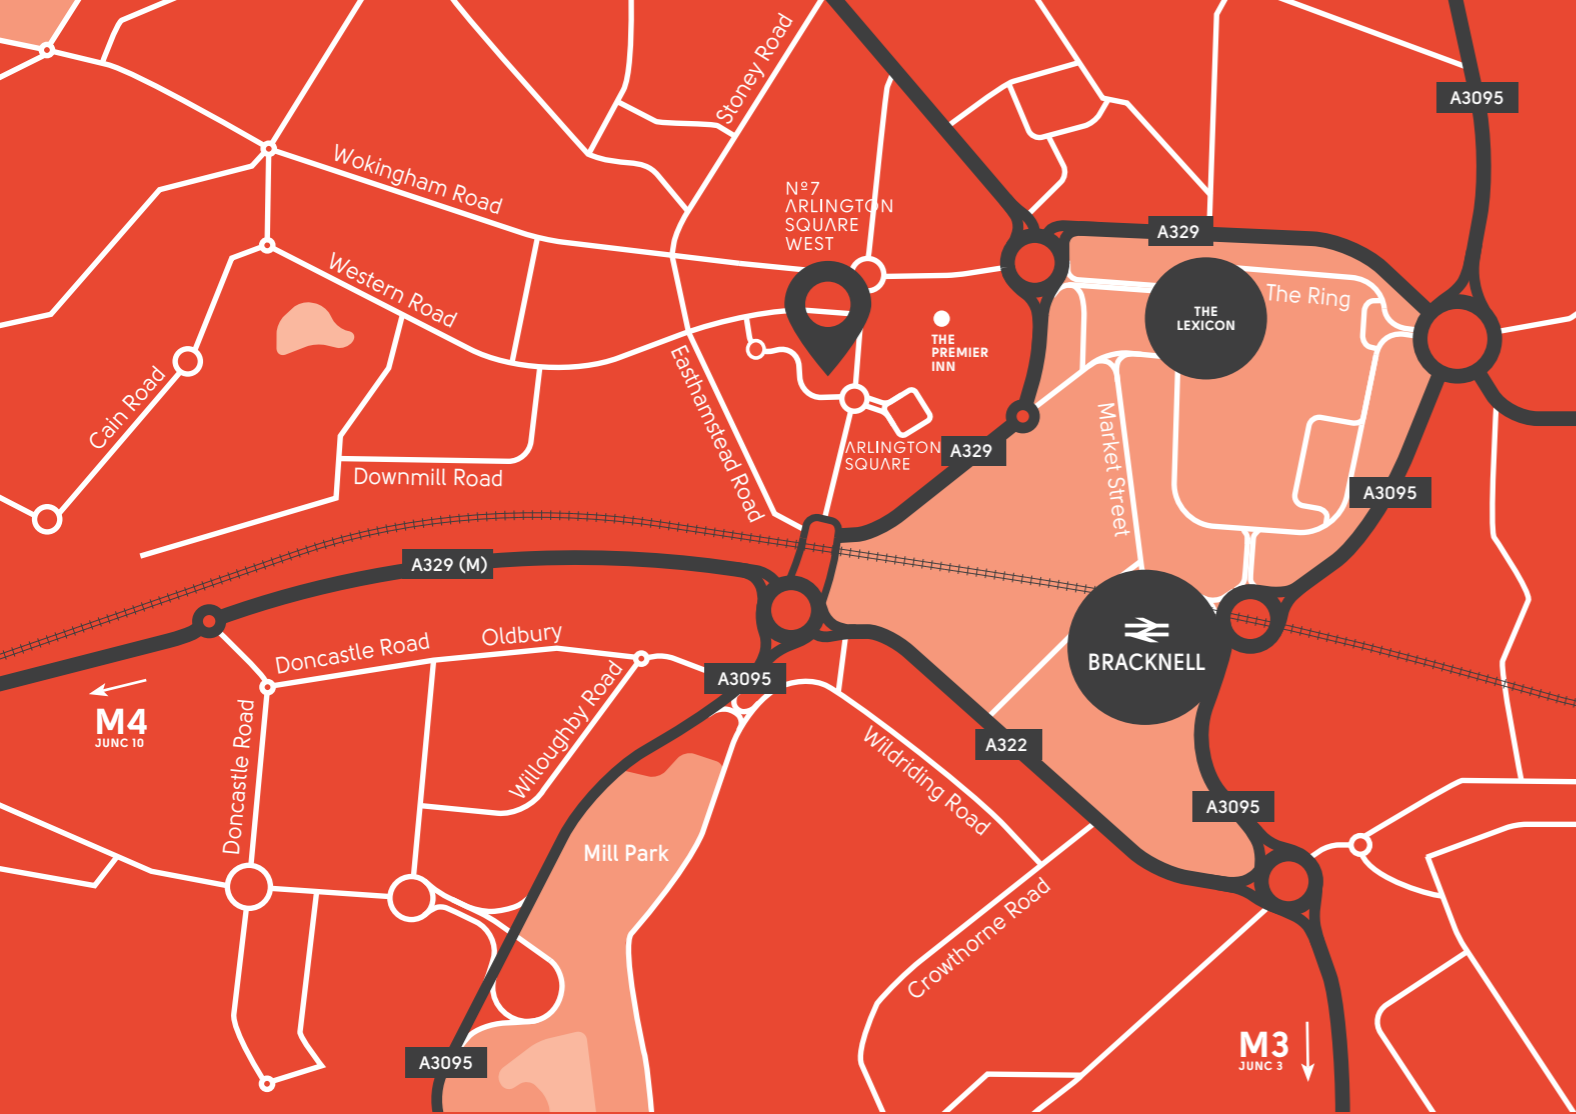 Stoney Road
A3095
Wokingham Road
Nº7
ARLINGTON
SQUARE
WEST
A329
Western Road
The Ring
THE
LEXICON
THE
PREMIER
INN
Cain Road
Easthamstead Road
Market Street
ARLINGTON
SQUARE
A329
Downmill Road
A3095
A329 (M)
Doncaster Road
Oldbury
BRACKNELL
A3095
M4
JUNC 10
Willoughby Road
Doncastle Road
A322
Wildriding Road
A3095
Mill Park
Crowthorne Road
A3095
M3
JUNC 3